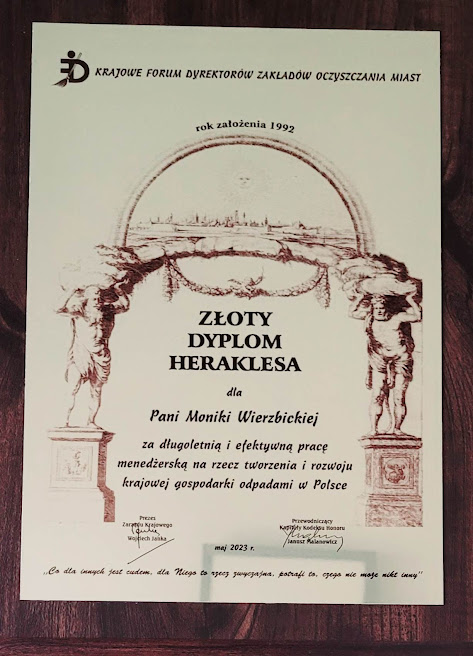 KRAJOWE FORUM DYREKTORÓW ZAKŁADÓW OCZYSZCZANIA MIAST
rok założenia 1992
ZŁOTY
DYPLOM
HERAKLESA
dla
Pani Moniki Wierzbickiej
za długoletnią i efektywną pracę
menedżerską na rzecz tworzenia i rozwoju
krajowej gospodarki odpadami w Polsce
Prezes
Zarządu Krajowego
Wojciech Janka
Przewodniczący
Kapituły Kodeksu Honoru
Janusz Malanowicz
maj 2023 r.
„Co dla innych jest cudem, dla Niego to rzecz zwyczajna, potrafi to, czego nie może nikt inny"